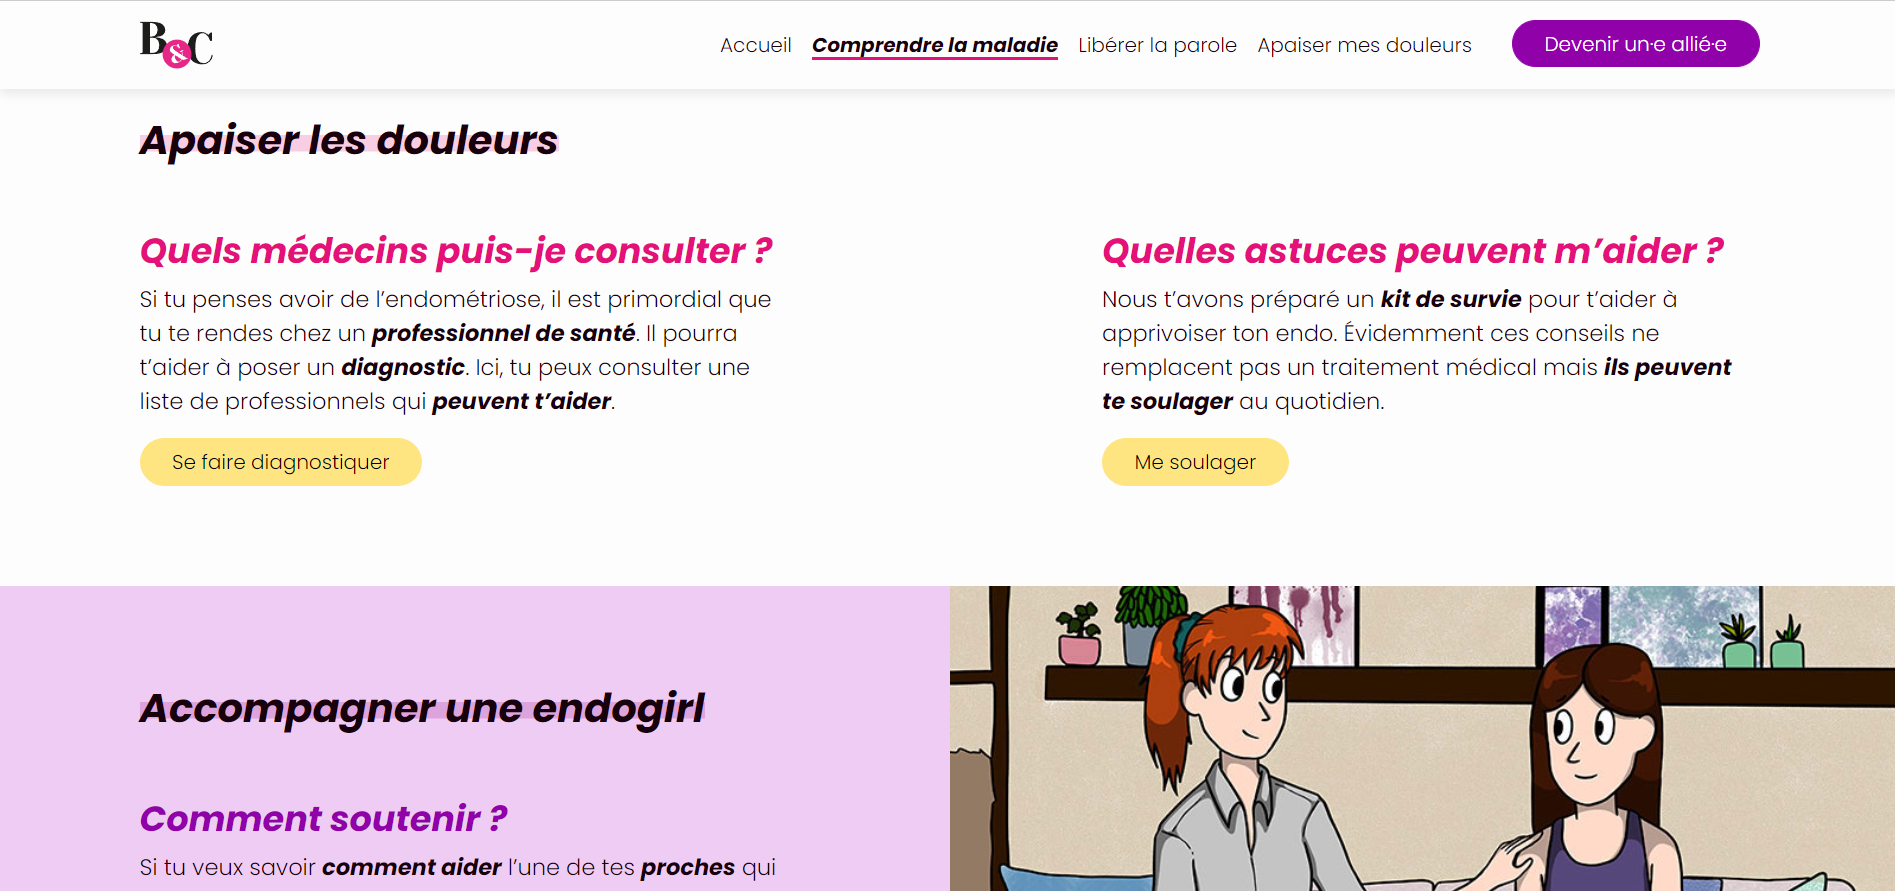 B&C
Accueil Comprendre la maladie Libérer la parole Apaiser mes douleurs Devenir un·e allié·e
Apaiser les douleurs
Quels médecins puis-je consulter ?
Si tu penses avoir de l’endométriose, il est primordial que
tu te rendes chez un professionnel de santé. Il pourra
t’aider à poser un diagnostic. Ici, tu peux consulter une
liste de professionnels qui peuvent t’aider.
Se faire diagnostiquer
Quelles astuces peuvent m’aider ?
Nous t’avons préparé un kit de survie pour t’aider à
apprivoiser ton endo. Évidemment ces conseils ne
remplacent pas un traitement médical mais ils peuvent
te soulager au quotidien.
Me soulager
Accompagner une endogirl
Comment soutenir ?
Si tu veux savoir comment aider l’une de tes proches qui